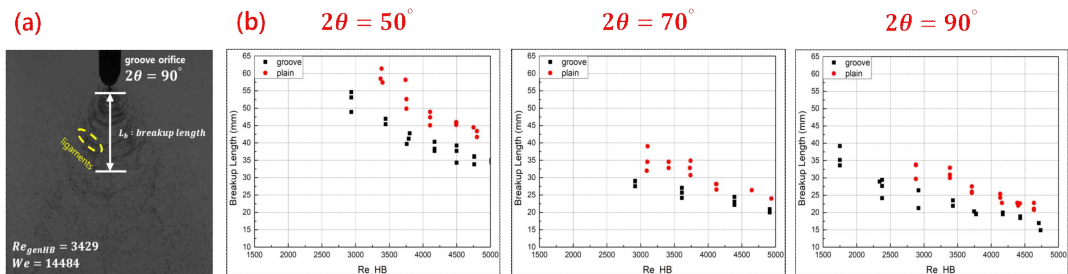 (a)
groove orifice
2θ = 90°
L_b : breakup length
ligaments
Re_genHB = 3429
We = 14484
(b)
2θ = 50°
65
60
55
50
45
40
35
30
25
20
15
10
Breakup Length (mm)
groove
plain
1500 2000 2500 3000 3500 4000 4500 5000
Re HB
2θ = 70°
65
60
55
50
45
40
35
30
25
20
15
10
Breakup Length (mm)
groove
plain
1500 2000 2500 3000 3500 4000 4500 5000
Re HB
2θ = 90°
65
60
55
50
45
40
35
30
25
20
15
10
Breakup Length (mm)
groove
plain
1500 2000 2500 3000 3500 4000 4500 5000
Re HB